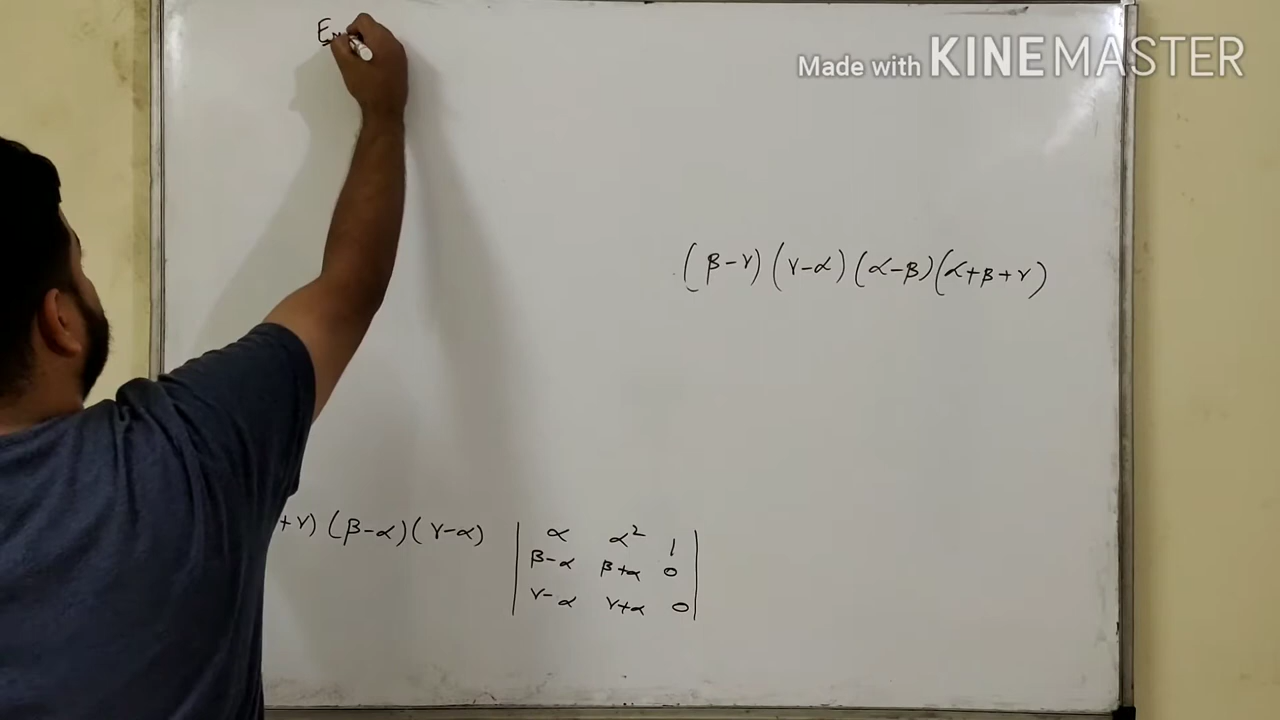 Made with KINEMASTER
(β-γ)(γ-α)(α-β)(α+β+γ)
+γ)(β-α)(γ-α) | α α² 1 |
| β-α β+α 0 |
| γ-α γ+α 0 |